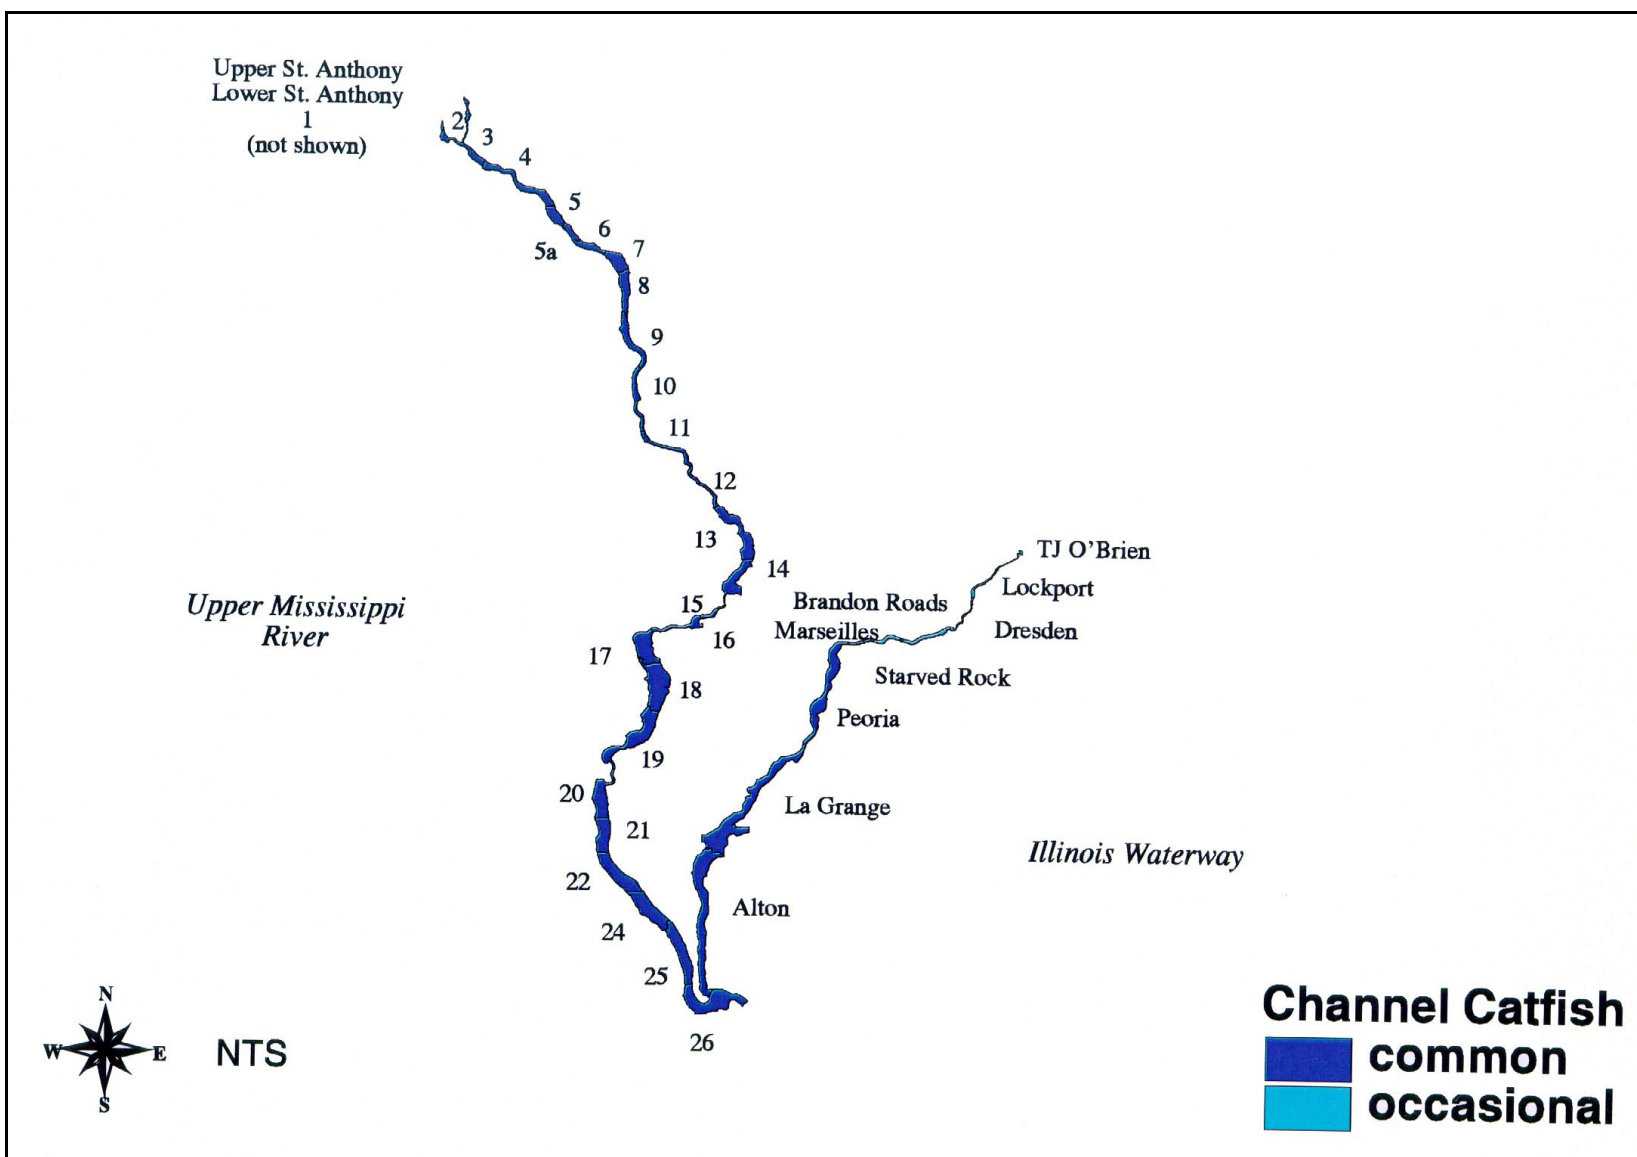 Upper St. Anthony
Lower St. Anthony
1
(not shown)
2
3
4
5
5a
6
7
8
9
10
11
12
13
14
15
16
17
18
19
20
21
22
24
25
26
Upper Mississippi
River
TJ O'Brien
Lockport
Brandon Roads
Dresden
Marseilles
Starved Rock
Peoria
La Grange
Alton
Illinois Waterway
N
W
E
S
NTS
Channel Catfish
common
occasional